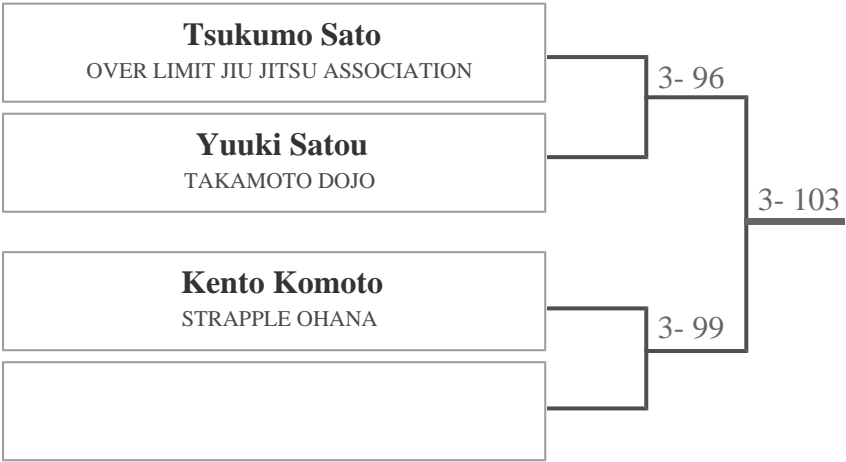 Tsukumo Sato
OVER LIMIT JIU JITSU ASSOCIATION
3- 96
Yuuki Satou
TAKAMOTO DOJO
3- 103
Kento Komoto
STRAPPLE OHANA
3- 99